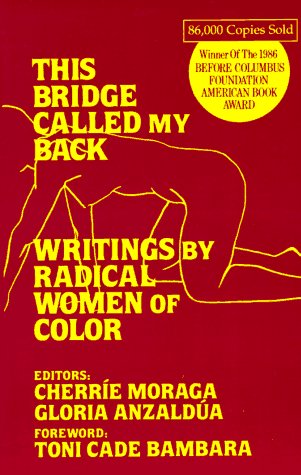 86,000 Copies Sold
Winner Of The 1986
BEFORE COLUMBUS
FOUNDATION
AMERICAN BOOK
AWARD
THIS
BRIDGE
CALLED MY
BACK
WRITINGS BY
RADICAL
WOMEN OF
COLOR
EDITORS:
CHERRÍE MORAGA
GLORIA ANZALDÚA
FOREWORD:
TONI CADE BAMBARA